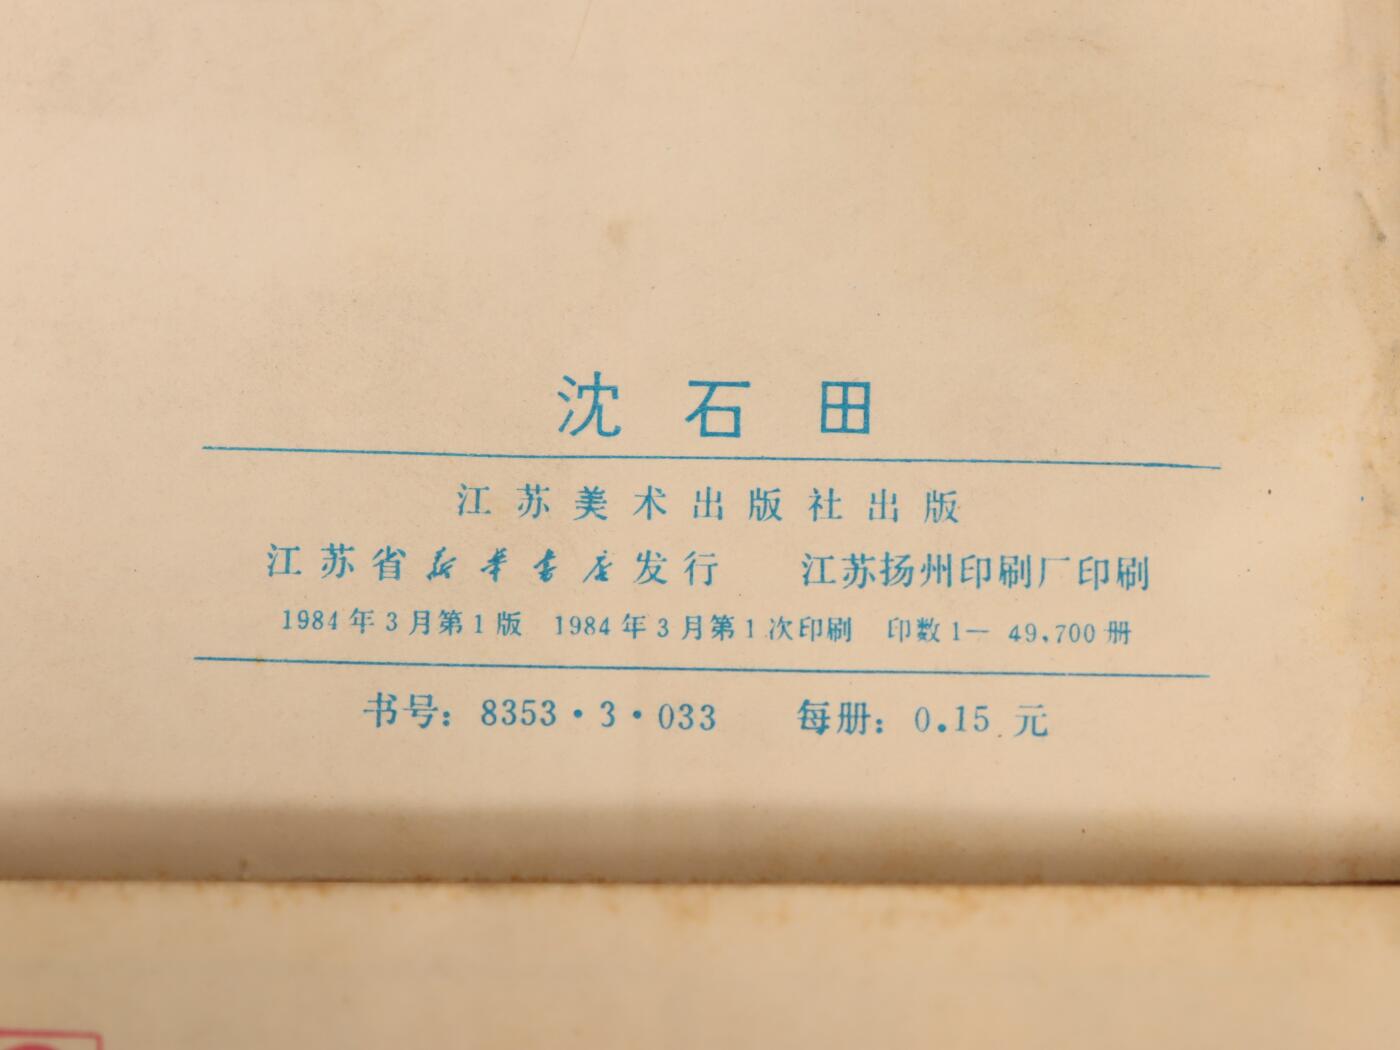 沈石田
江苏美术出版社出版
江苏省新华书店发行 江苏扬州印刷厂印刷
1984年3月第1版 1984年3月第1次印刷 印数1—49,700册
书号：8353·3·033 每册：0.15元